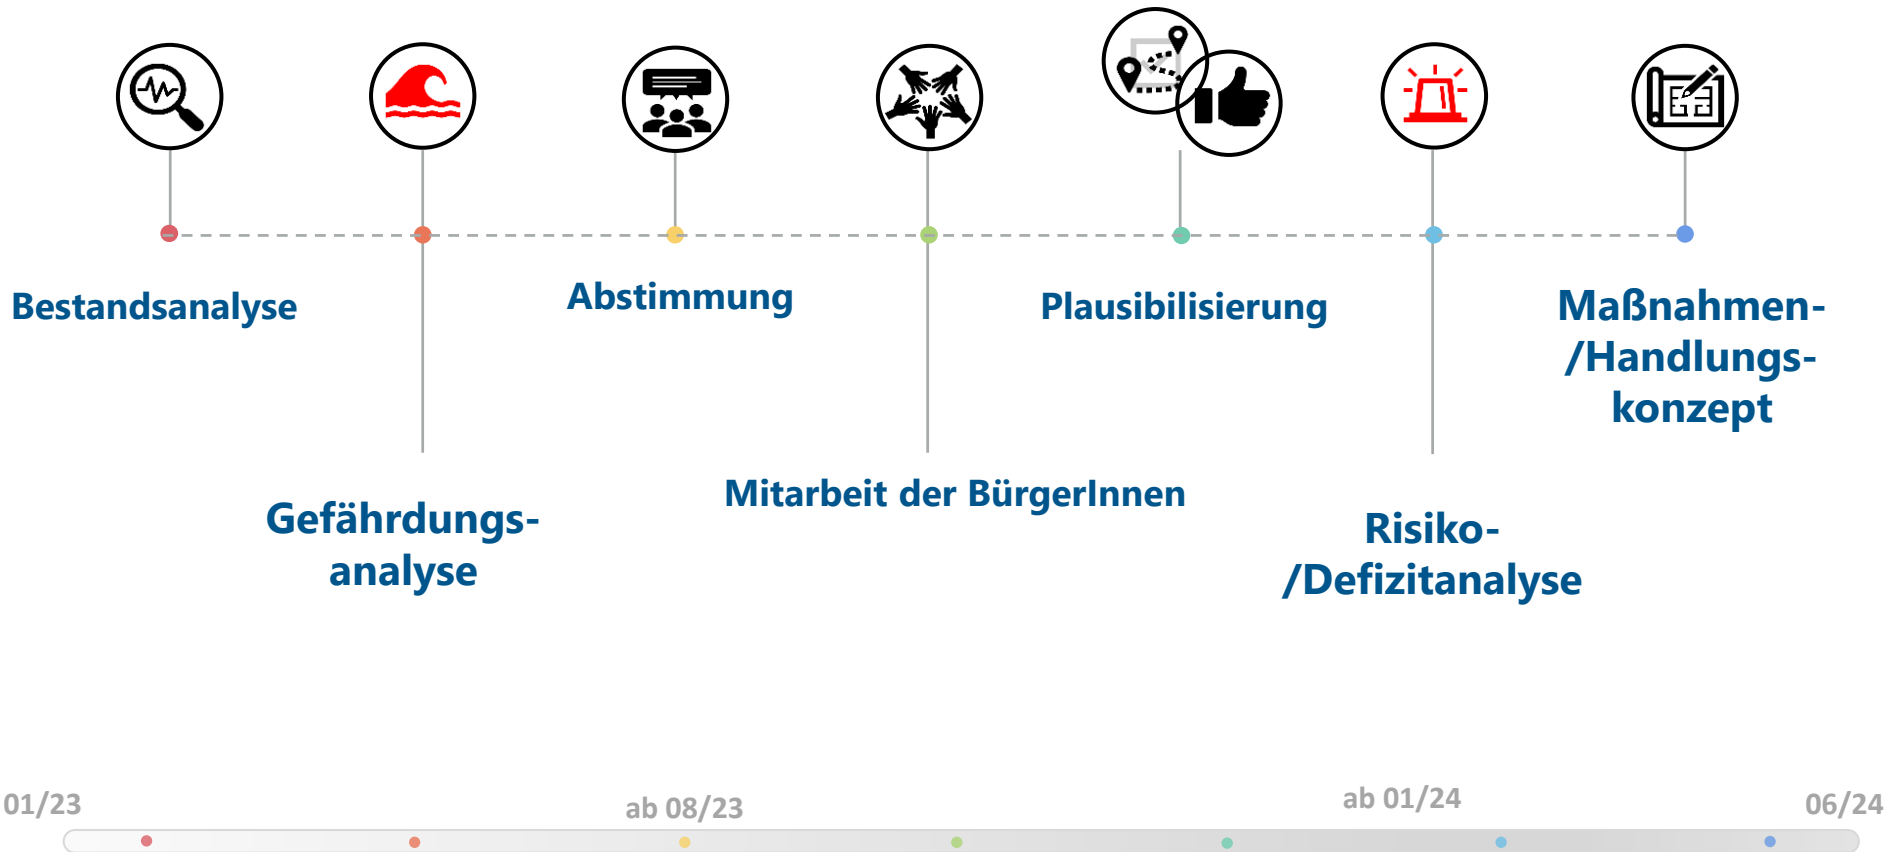 Bestandsanalyse
Gefährdungs-
analyse
Abstimmung
Mitarbeit der BürgerInnen
Plausibilisierung
Risiko-
/Defizitanalyse
Maßnahmen-
/Handlungs-
konzept
01/23
ab 08/23
ab 01/24
06/24